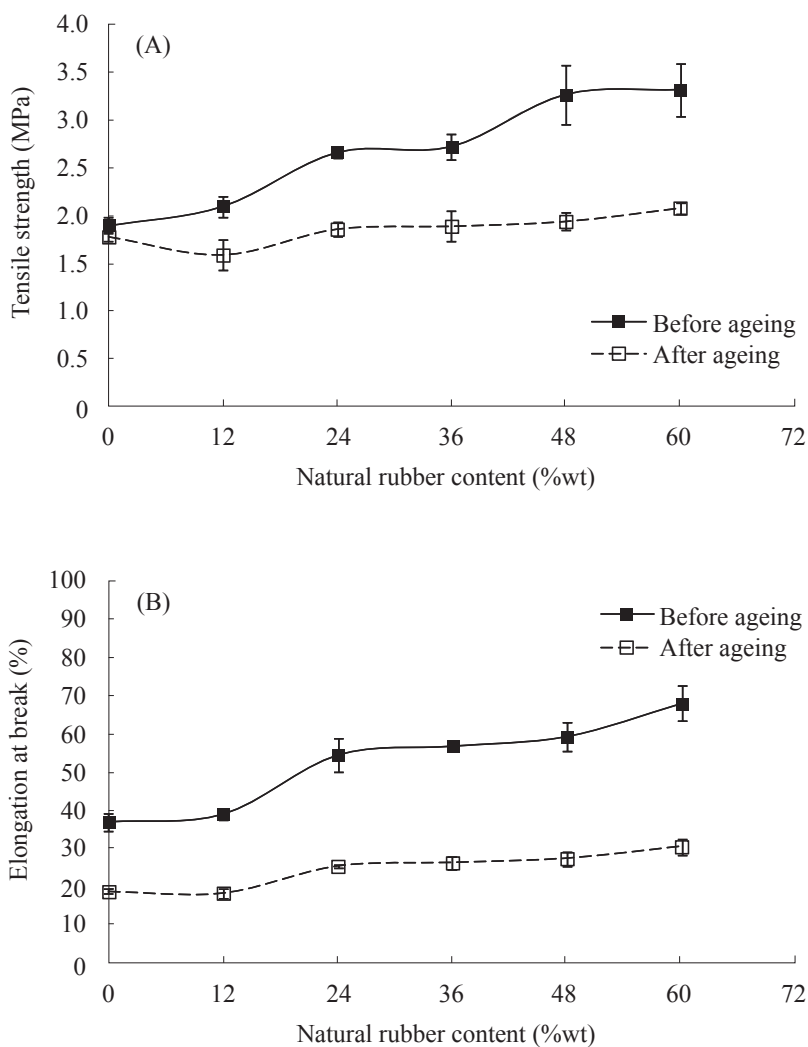 4.0
(A)
3.5
3.0
2.5
2.0
1.5
1.0
0.5
0
Tensile strength (MPa)
Before ageing
After ageing
0 12 24 36 48 60 72
Natural rubber content (%wt)
100
(B)
90
80
70
60
50
40
30
20
10
0
Elongation at break (%)
Before ageing
After ageing
0 12 24 36 48 60 72
Natural rubber content (%wt)